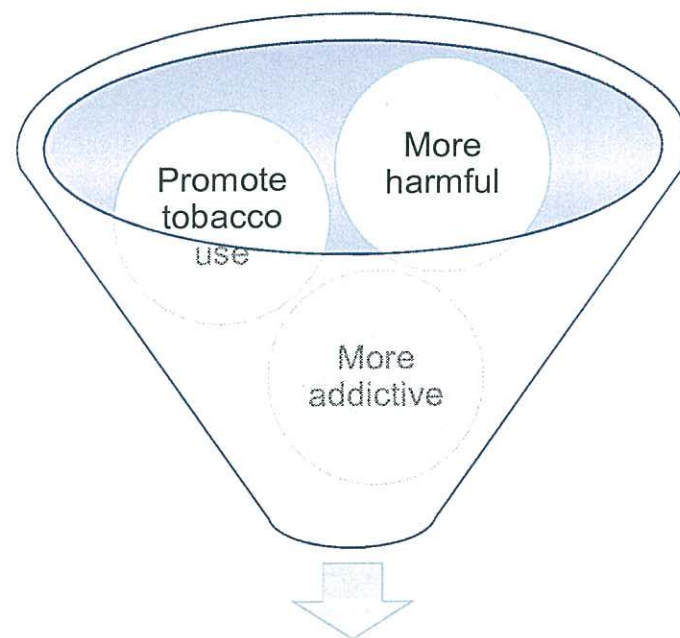 Promote
tobacco
use
More
harmful
More
addictive